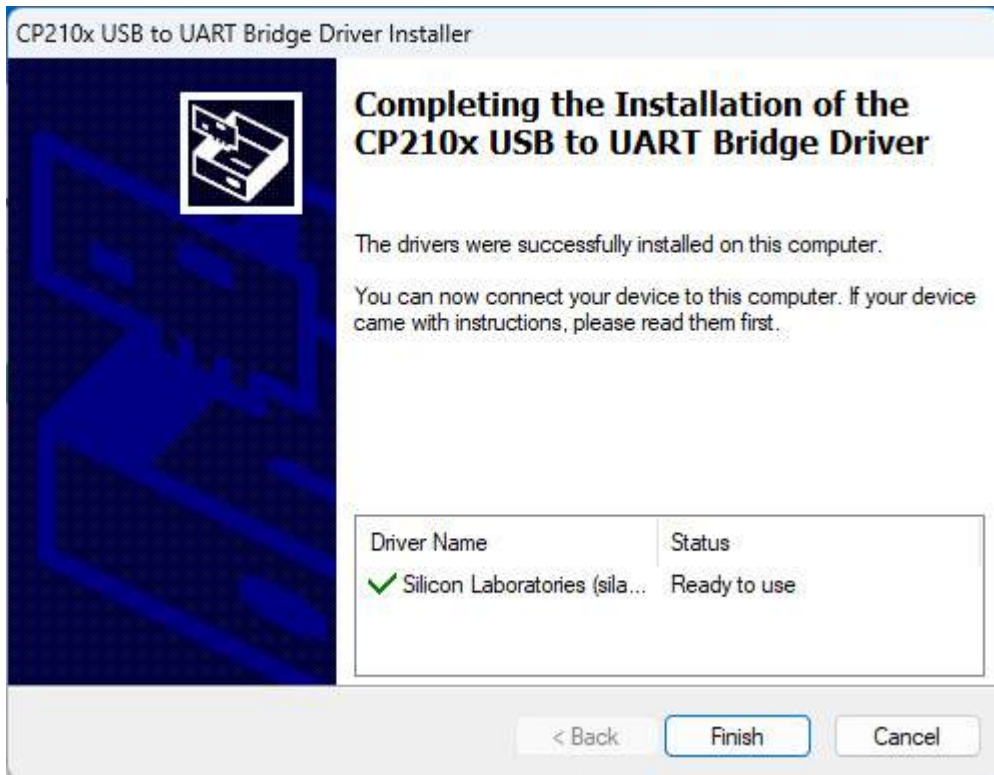 CP210x USB to UART Bridge Driver Installer
Completing the Installation of the
CP210x USB to UART Bridge Driver
The drivers were successfully installed on this computer.
You can now connect your device to this computer. If your device
came with instructions, please read them first.
Driver Name Status
Silicon Laboratories (sila... Ready to use
< Back Finish Cancel